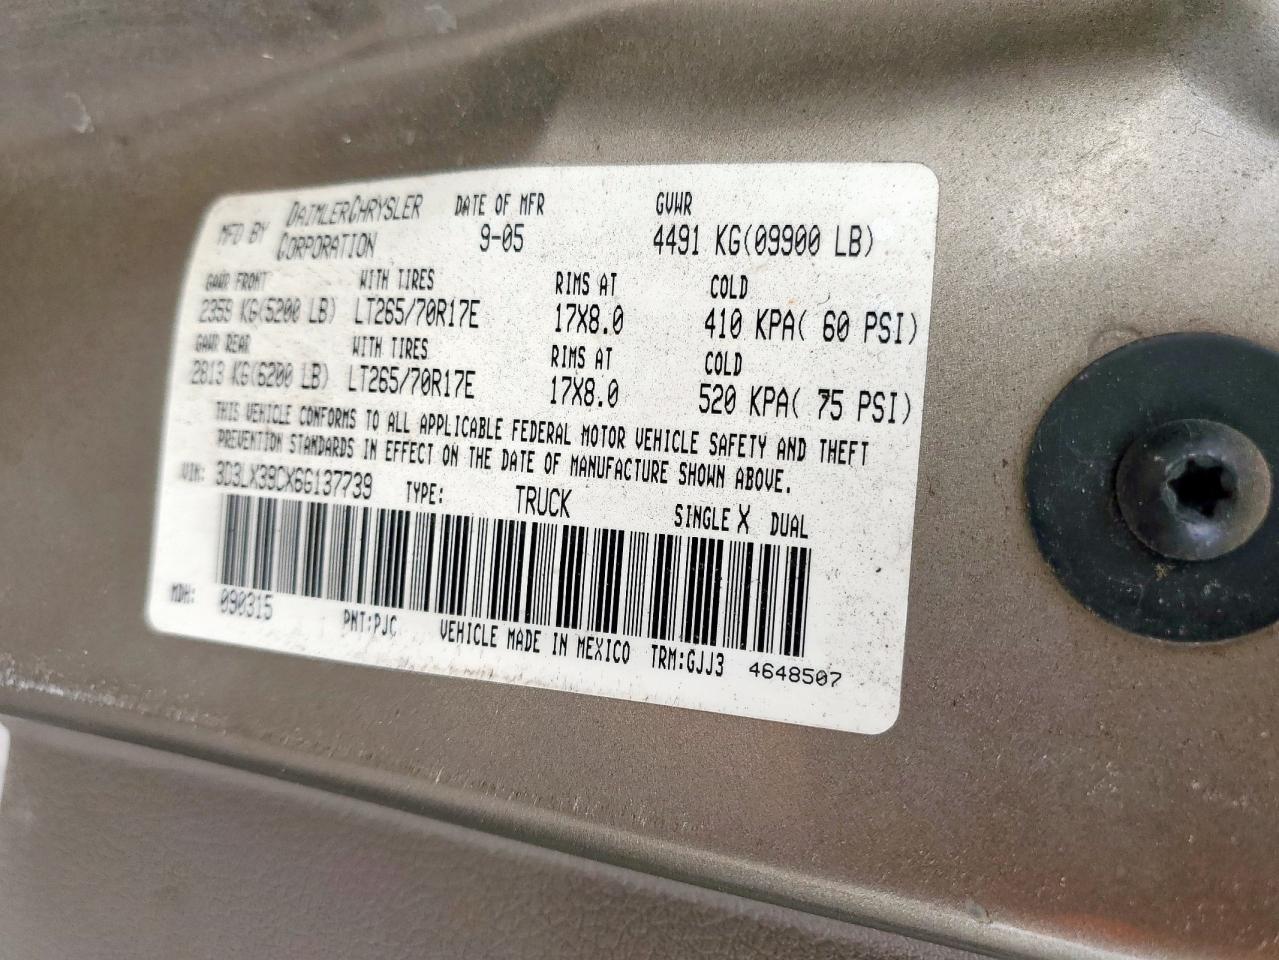 MFD BY DAIMLERCHRYSLER CORPORATION DATE OF MFR 9-05 GVWR 4491 KG(09900 LB)
GAWR FRONT WITH TIRES RIMS AT COLD
2359 KG(5200 LB) LT265/70R17E 17X8.0 410 KPA( 60 PSI)
GAWR REAR WITH TIRES RIMS AT COLD
2813 KG(6200 LB) LT265/70R17E 17X8.0 520 KPA( 75 PSI)
THIS VEHICLE CONFORMS TO ALL APPLICABLE FEDERAL MOTOR VEHICLE SAFETY AND THEFT
PREVENTION STANDARDS IN EFFECT ON THE DATE OF MANUFACTURE SHOWN ABOVE.
VIN: 3D3LX39CX6G137739 TYPE: TRUCK SINGLE X DUAL
MDH: 090315 PNT:PJC VEHICLE MADE IN MEXICO TRM:GJJ3 4648507